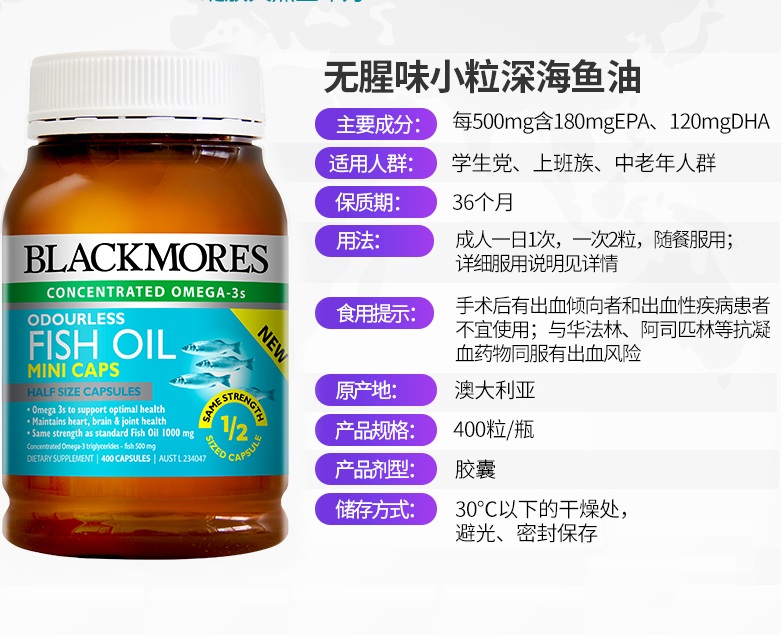 无腥味小粒深海鱼油
主要成分： 每500mg含180mgEPA、120mgDHA
适用人群： 学生党、上班族、中老年人群
保质期： 36个月
用法： 成人一日1次，一次2粒，随餐服用；
详细服用说明见详情
食用提示： 手术后有出血倾向者和出血性疾病患者
不宜使用；与华法林、阿司匹林等抗凝
血药物同服有出血风险
原产地： 澳大利亚
产品规格： 400粒/瓶
产品剂型： 胶囊
储存方式： 30°C以下的干燥处，
避光、密封保存
BLACKMORES
CONCENTRATED OMEGA-3s
ODOURLESS
FISH OIL
MINI CAPS
NEW
HALF SIZE CAPSULES
• Omega 3s to support optimal health
• Maintains heart, brain & joint health
• Same strength as standard Fish Oil 1000 mg
Concentrated Omega-3 triglycerides – fish 500 mg
DIETARY SUPPLEMENT | 400 CAPSULES | AUST L 234047
SAME STRENGTH
1/2
SIZED CAPSULE